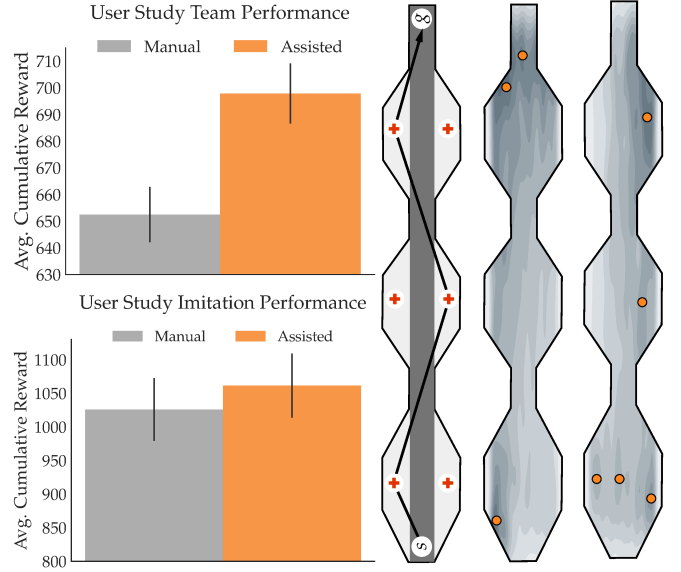 User Study Team Performance
Manual Assisted
Avg. Cumulative Reward
710
700
690
680
670
660
650
640
630
User Study Imitation Performance
Manual Assisted
Avg. Cumulative Reward
1100
1050
1000
950
900
850
800
g
s